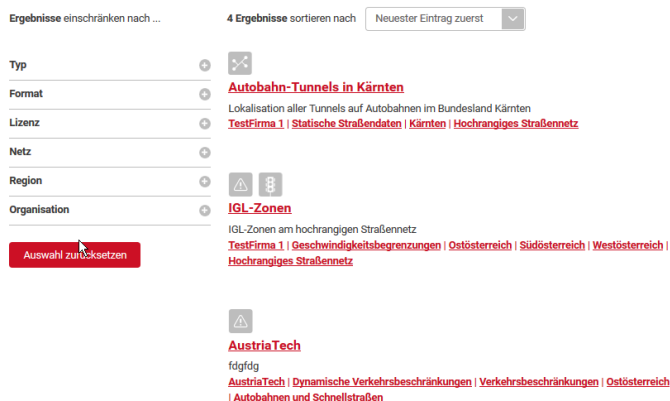 Ergebnisse einschränken nach ...
Typ
Format
Lizenz
Netz
Region
Organisation
Auswahl zurücksetzen
4 Ergebnisse sortieren nach Neuester Eintrag zuerst
Autobahn-Tunnels in Kärnten
Lokalisation aller Tunnels auf Autobahnen im Bundesland Kärnten
TestFirma 1 | Statische Straßendaten | Kärnten | Hochrangiges Straßennetz
IGL-Zonen
IGL-Zonen am hochrangigen Straßennetz
TestFirma 1 | Geschwindigkeitsbegrenzungen | Ostösterreich | Südösterreich | Westösterreich |
Hochrangiges Straßennetz
AustriaTech
fdgfdg
AustriaTech | Dynamische Verkehrsbeschränkungen | Verkehrsbeschränkungen | Ostösterreich
| Autobahnen und Schnellstraßen